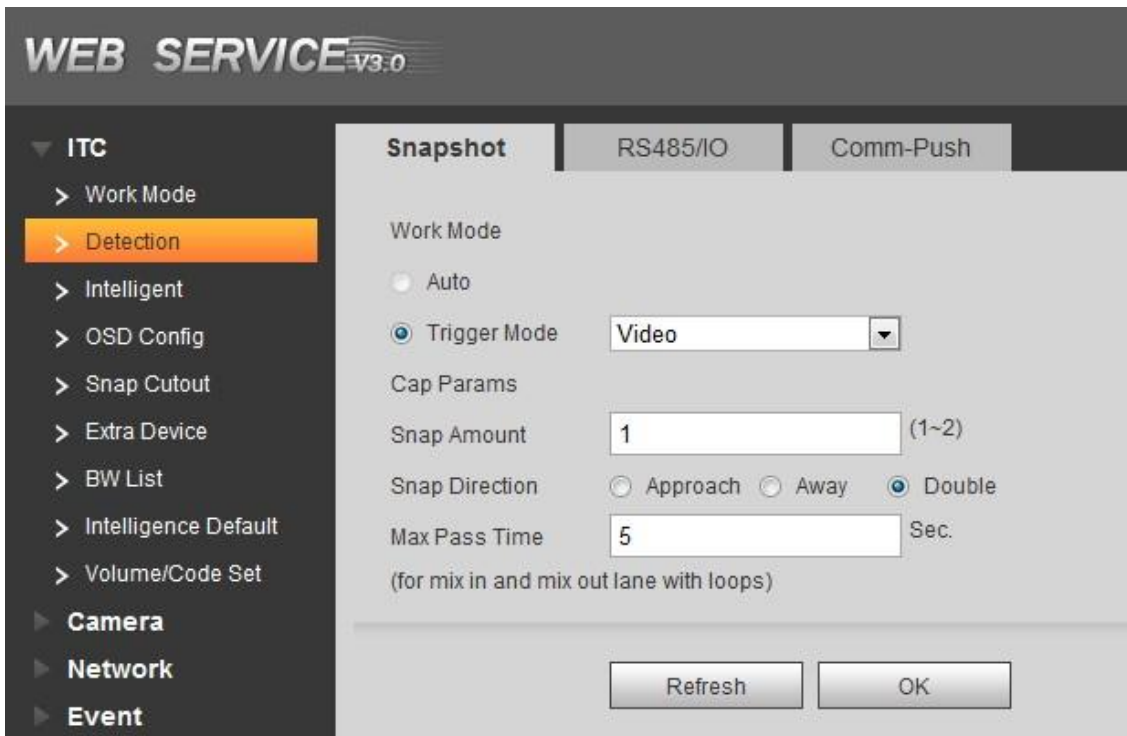 WEB SERVICE V3.0
ITC
Work Mode
Detection
Intelligent
OSD Config
Snap Cutout
Extra Device
BW List
Intelligence Default
Volume/Code Set
Camera
Network
Event
Snapshot RS485/IO Comm-Push
Work Mode
Auto
Trigger Mode Video
Cap Params
Snap Amount 1 (1~2)
Snap Direction Approach Away Double
Max Pass Time 5 Sec.
(for mix in and mix out lane with loops)
Refresh OK